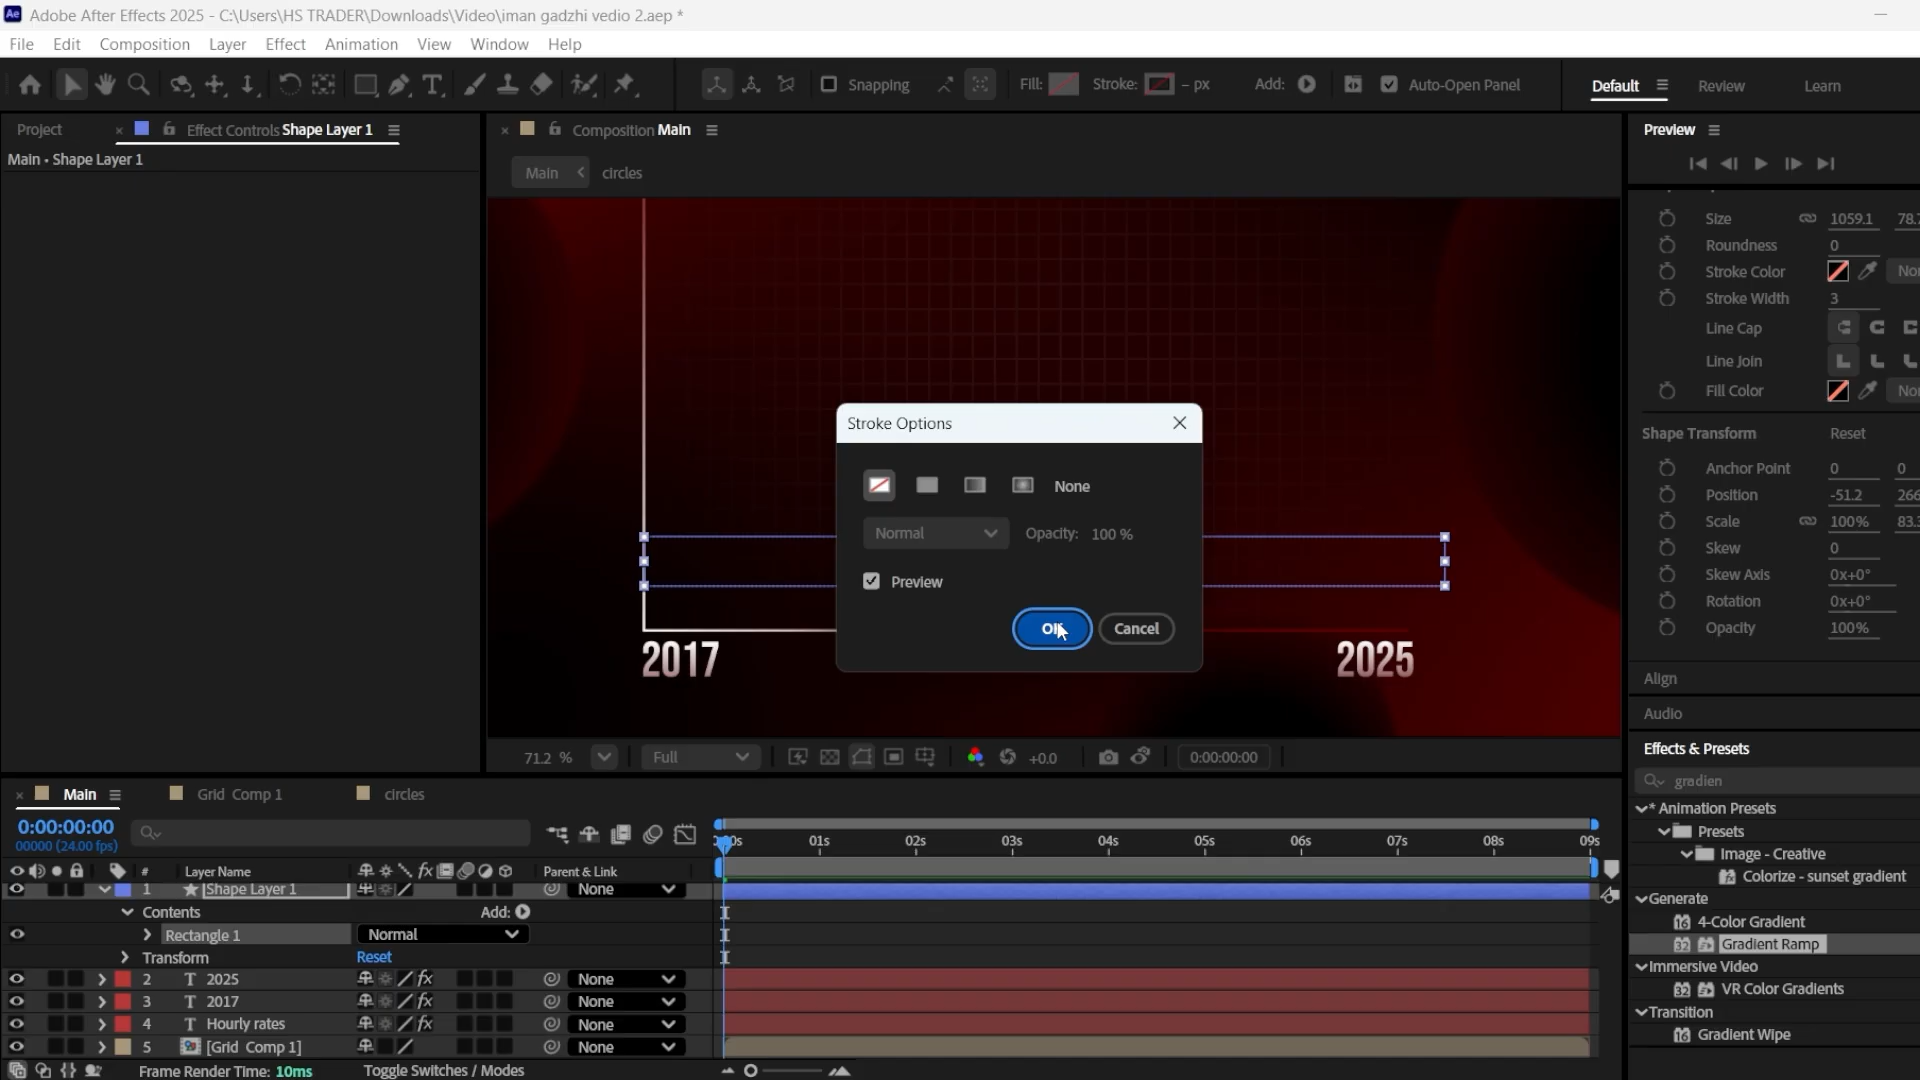 Adobe After Effects 2025 - C:\Users\HS TRADER\Downloads\Video\iman gadzhi vedio 2.aep *
File Edit Composition Layer Effect Animation View Window Help
Snapping Fill: Stroke: - px Add: Auto-Open Panel Default Review Learn
Project Effect Controls Shape Layer 1 Composition Main Preview
Main • Shape Layer 1
Main circles
Size 1059.1 78.7
Roundness 0
Stroke Color Non
Stroke Width 3
Line Cap
Line Join
Fill Color Non
Shape Transform Reset
Anchor Point 0 0
Position -51.2 266
Scale 100% 83.3
Skew 0
Skew Axis 0x+0°
Rotation 0x+0°
Opacity 100%
Align
Audio
Stroke Options
None
Normal Opacity: 100 %
Preview
OK Cancel
2017 2025
71.2 % Full +0.0 0:00:00:00
Effects & Presets
gradien
* Animation Presets
Presets
Image - Creative
Colorize - sunset gradient
Generate
4-Color Gradient
Gradient Ramp
Immersive Video
VR Color Gradients
Transition
Gradient Wipe
Main Grid Comp 1 circles
0:00:00:00
00000 (24.00 fps)
00s 01s 02s 03s 04s 05s 06s 07s 08s 09s
# Layer Name Parent & Link
1 Shape Layer 1 None
Contents Add:
Rectangle 1 Normal
Transform Reset
2 T 2025 None
3 T 2017 None
4 T Hourly rates None
5 [Grid Comp 1] None
Frame Render Time: 10ms Toggle Switches / Modes